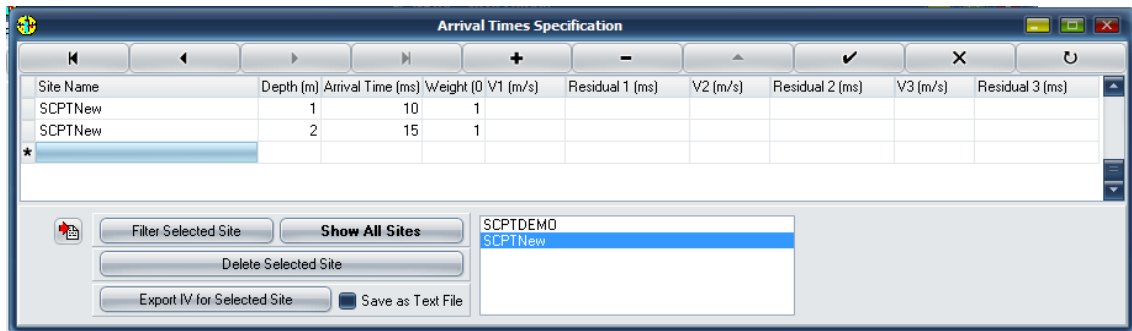 Arrival Times Specification
Site Name Depth (m) Arrival Time (ms) Weight (0 V1 (m/s) Residual 1 (ms) V2 (m/s) Residual 2 (ms) V3 (m/s) Residual 3 (ms)
SCPTNew 1 10 1
SCPTNew 2 15 1
*
Filter Selected Site Show All Sites
Delete Selected Site
Export IV for Selected Site Save as Text File
SCPTDEMO
SCPTNew